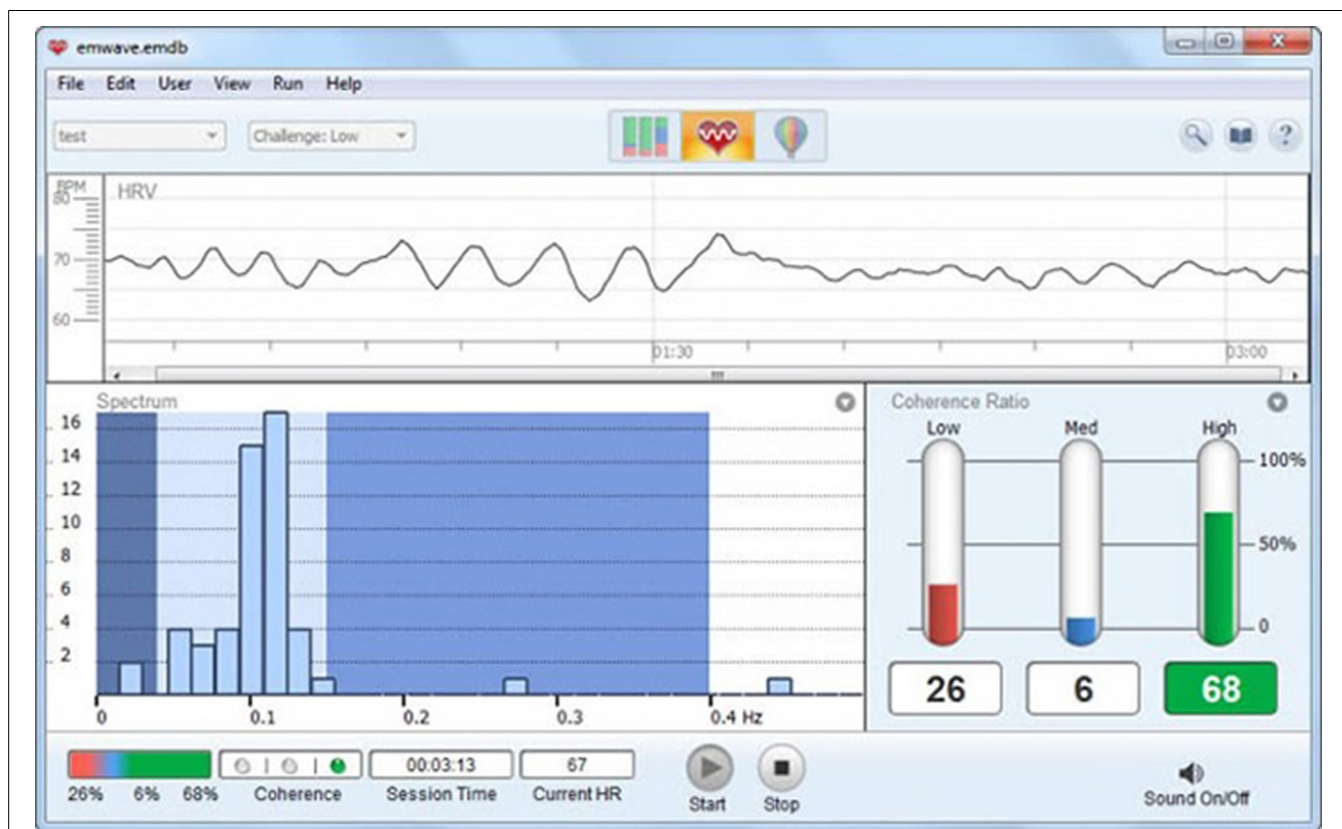 emwave.emdb
File Edit User View Run Help
test Challenge: Low
BPM HRV
80
70
60
01:30 03:00
Spectrum
16
14
12
10
8
6
4
2
0 0.1 0.2 0.3 0.4 Hz
Coherence Ratio
Low Med High
100%
50%
0
26 6 68
26% 6% 68%
Coherence
00:03:13
Session Time
67
Current HR
Start Stop
Sound On/Off